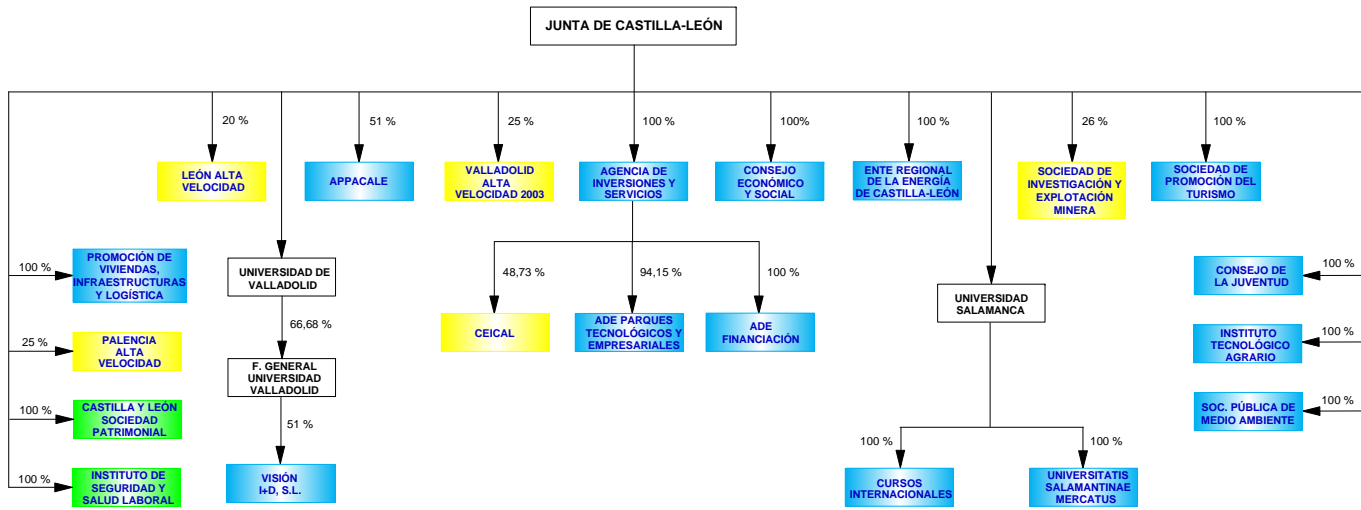 JUNTA DE CASTILLA-LEÓN
20 %
51 %
25 %
100 %
100%
100 %
26 %
100 %
LEÓN ALTA
VELOCIDAD
APPACALE
VALLADOLID
ALTA
VELOCIDAD 2003
AGENCIA DE
INVERSIONES Y
SERVICIOS
CONSEJO
ECONÓMICO
Y SOCIAL
ENTE REGIONAL
DE LA ENERGÍA
DE CASTILLA-LEÓN
SOCIEDAD DE
INVESTIGACIÓN Y
EXPLOTACIÓN
MINERA
SOCIEDAD DE
PROMOCIÓN DEL
TURISMO
100 %
PROMOCIÓN DE
VIVIENDAS,
INFRAESTRUCTURAS
Y LOGÍSTICA
UNIVERSIDAD DE
VALLADOLID
48,73 %
94,15 %
100 %
UNIVERSIDAD
SALAMANCA
100 %
CONSEJO DE
LA JUVENTUD
66,68 %
25 %
PALENCIA
ALTA
VELOCIDAD
CEICAL
ADE PARQUES
TECNOLÓGICOS Y
EMPRESARIALES
ADE
FINANCIACIÓN
INSTITUTO
TECNOLÓGICO
AGRARIO
100 %
F. GENERAL
UNIVERSIDAD
VALLADOLID
100 %
CASTILLA Y LEÓN
SOCIEDAD
PATRIMONIAL
51 %
SOC. PÚBLICA DE
MEDIO AMBIENTE
100 %
100 %
100 %
100 %
INSTITUTO DE
SEGURIDAD Y
SALUD LABORAL
VISIÓN
I+D, S.L.
CURSOS
INTERNACIONALES
UNIVERSITATIS
SALAMANTINAE
MERCATUS